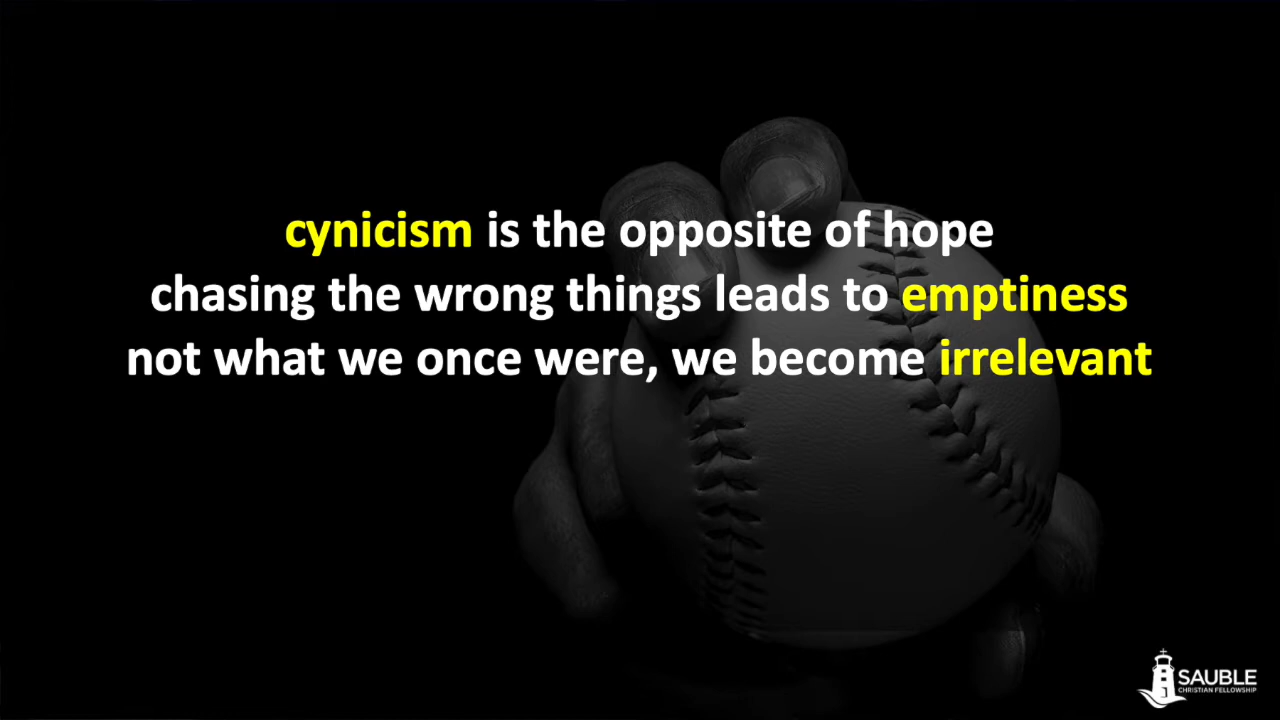 cynicism is the opposite of hope
chasing the wrong things leads to emptiness
not what we once were, we become irrelevant
SAUBLE
CHRISTIAN FELLOWSHIP